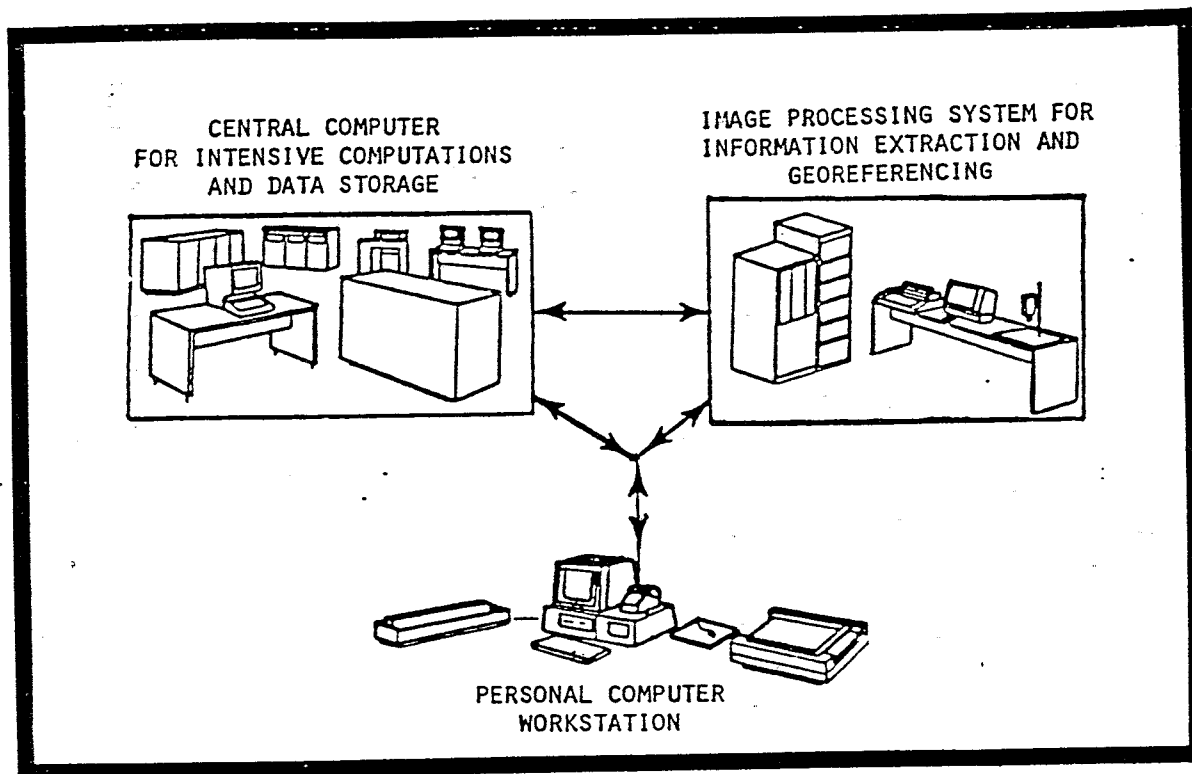 CENTRAL COMPUTER
FOR INTENSIVE COMPUTATIONS
AND DATA STORAGE
IMAGE PROCESSING SYSTEM FOR
INFORMATION EXTRACTION AND
GEOREFERENCING
PERSONAL COMPUTER
WORKSTATION